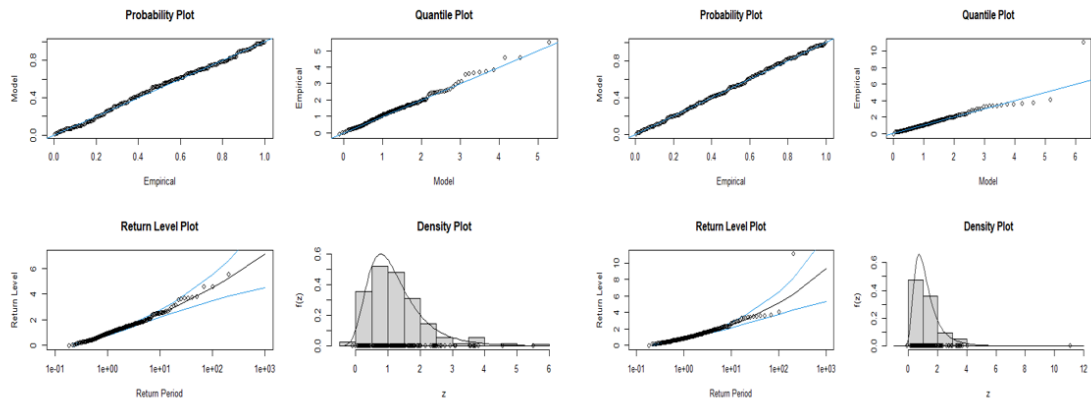 Probability Plot
Model
0.0 0.4 0.8
0.0 0.2 0.4 0.6 0.8 1.0
Empirical
Quantile Plot
Empirical
0 1 2 3 4 5
0 1 2 3 4 5
Model
Probability Plot
Model
0.0 0.4 0.8
0.0 0.2 0.4 0.6 0.8 1.0
Empirical
Quantile Plot
Empirical
0 2 4 6 8 10
0 1 2 3 4 5 6
Model
Return Level Plot
Return Level
0 2 4 6
1e-01 1e+00 1e+01 1e+02 1e+03
Return Period
Density Plot
f(z)
0.0 0.2 0.4 0.6
0 1 2 3 4 5 6
z
Return Level Plot
Return Level
0 2 4 6 8 10
1e-01 1e+00 1e+01 1e+02 1e+03
Return Period
Density Plot
f(z)
0.0 0.2 0.4 0.6
0 2 4 6 8 10 12
z